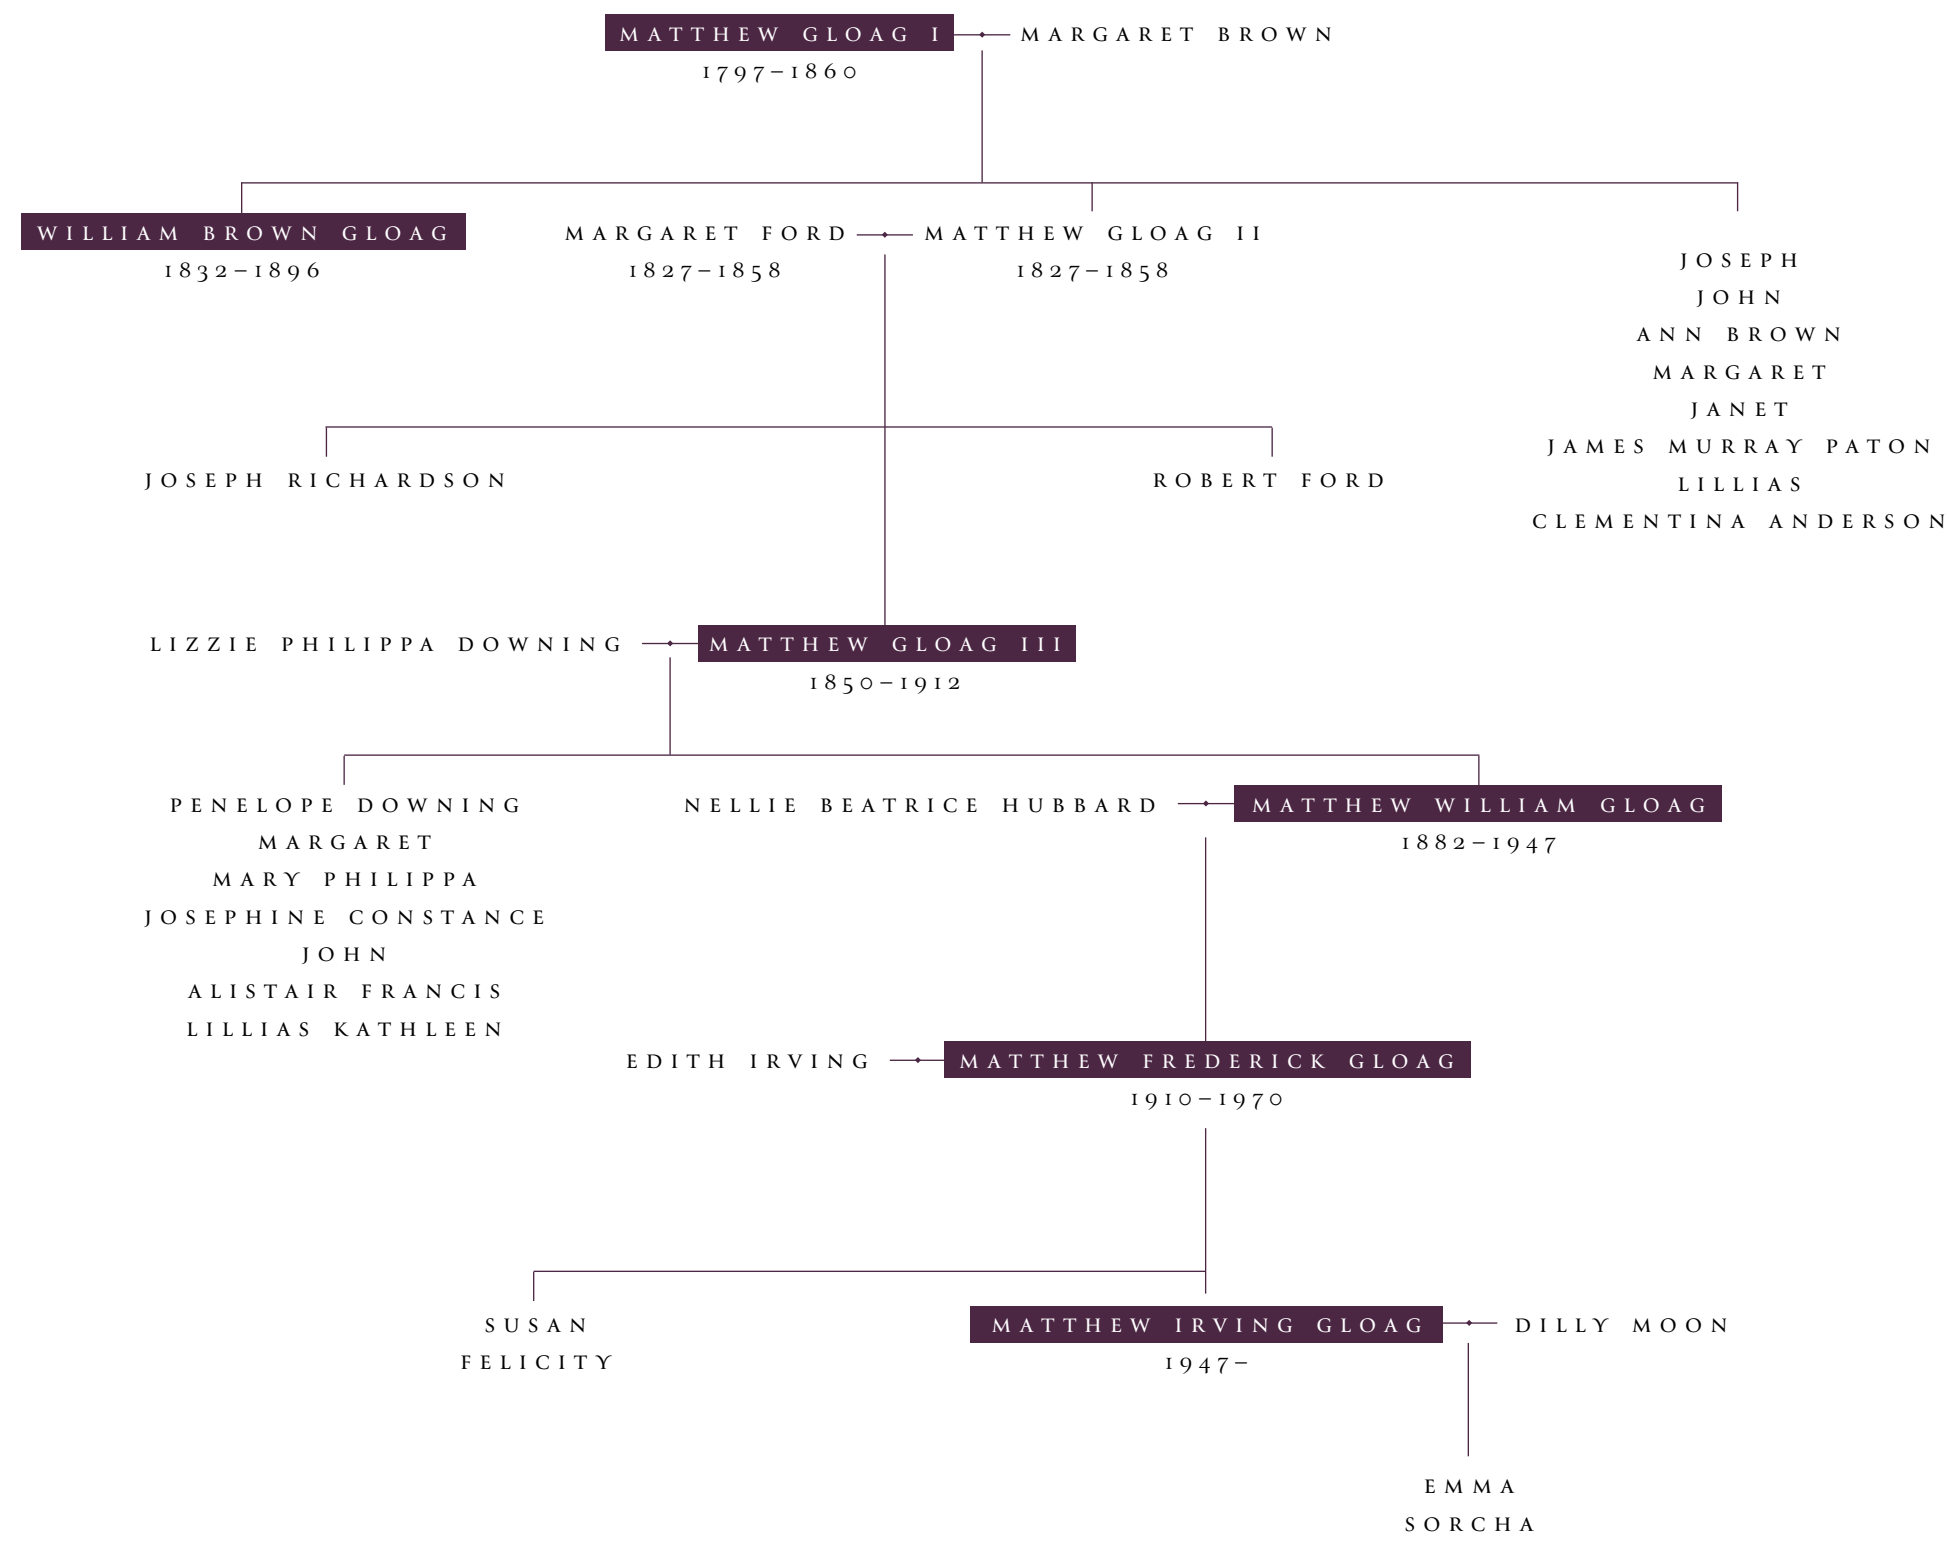 MATTHEW GLOAG I
MARGARET BROWN
1797–1860
WILLIAM BROWN GLOAG
1832–1896
MARGARET FORD
1827–1858
MATTHEW GLOAG II
1827–1858
JOSEPH
JOHN
ANN BROWN
MARGARET
JANET
JAMES MURRAY PATON
LILLIAS
CLEMENTINA ANDERSON
JOSEPH RICHARDSON
ROBERT FORD
LIZZIE PHILIPPA DOWNING
MATTHEW GLOAG III
1850–1912
PENELOPE DOWNING
MARGARET
MARY PHILIPPA
JOSEPHINE CONSTANCE
JOHN
ALISTAIR FRANCIS
LILLIAS KATHLEEN
NELLIE BEATRICE HUBBARD
MATTHEW WILLIAM GLOAG
1882–1947
EDITH IRVING
MATTHEW FREDERICK GLOAG
1910–1970
SUSAN
FELICITY
MATTHEW IRVING GLOAG
1947–
DILLY MOON
EMMA
SORCHA